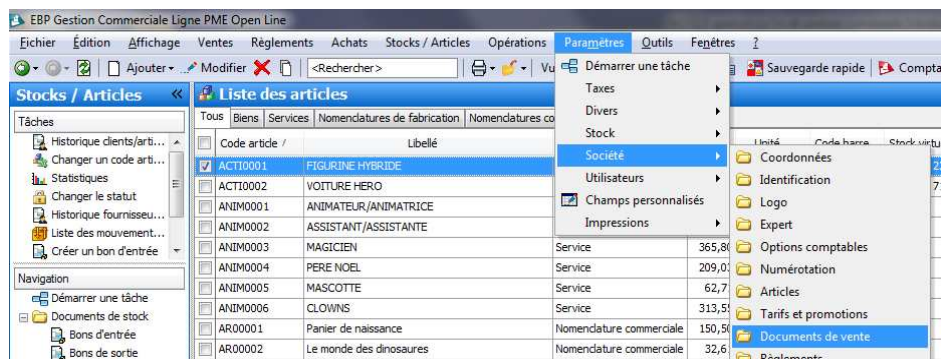 EBP Gestion Commerciale Ligne PME Open Line
Fichier Édition Affichage Ventes Règlements Achats Stocks / Articles Opérations Paramètres Outils Fenêtres ?
Ajouter Modifier <Rechercher> Vu Démarrer une tâche Sauvegarde rapide Compta
Stocks / Articles « Liste des articles Taxes
Tâches Tous Biens Services Nomenclatures de fabrication Nomenclatures co Divers
Historique clients/arti... Code article / Libellé Stock Unité Code barre Stock virtu
Changer un code arti... ACTI0001 FIGURINE HYBRIDE Société Coordonnées
Statistiques ACTI0002 VOITURE HERO Utilisateurs Identification
Changer le statut ANIM0001 ANIMATEUR/ANIMATRICE Champs personnalisés Logo
Historique fournisseu... ANIM0002 ASSISTANT/ASSISTANTE Impressions Expert
Liste des mouvement... ANIM0003 MAGICIEN Service 365,80 Options comptables
Créer un bon d'entrée ANIM0004 PERE NOEL Service 209,0 Numérotation
Navigation ANIM0005 MASCOTTE Service 62,7 Articles
Démarrer une tâche ANIM0006 CLOWNS Service 313,5 Tarifs et promotions
Documents de stock AR00001 Panier de naissance Nomenclature commerciale 150,50 Documents de vente
Bons d'entrée AR00002 Le monde des dinosaures Nomenclature commerciale 32,6 Règlements
Bons de sortie